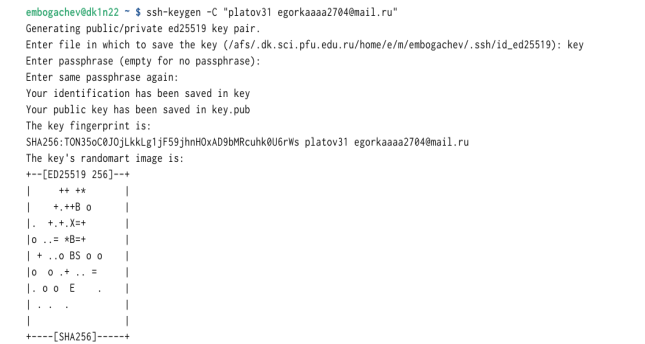 embogachev@dk1n22 ~ $ ssh-keygen -C "platov31 egorkaaaa2704@mail.ru"
Generating public/private ed25519 key pair.
Enter file in which to save the key (/afs/.dk.sci.pfu.edu.ru/home/e/m/embogachev/.ssh/id_ed25519): key
Enter passphrase (empty for no passphrase):
Enter same passphrase again:
Your identification has been saved in key
Your public key has been saved in key.pub
The key fingerprint is:
SHA256:TON35oC0JOjLkkLg1jF59jhnHOxAD9bMRcuhk0U6rWs platov31 egorkaaaa2704@mail.ru
The key's randomart image is:
+--[ED25519 256]--+
|     ++ +*       |
|    +.++B o      |
|.  +.+.X=+       |
|o ..= *B=+       |
| + ..o BS o o    |
|o  o .+ .. =     |
|. o o  E    .    |
| . .   .         |
|                 |
+----[SHA256]-----+